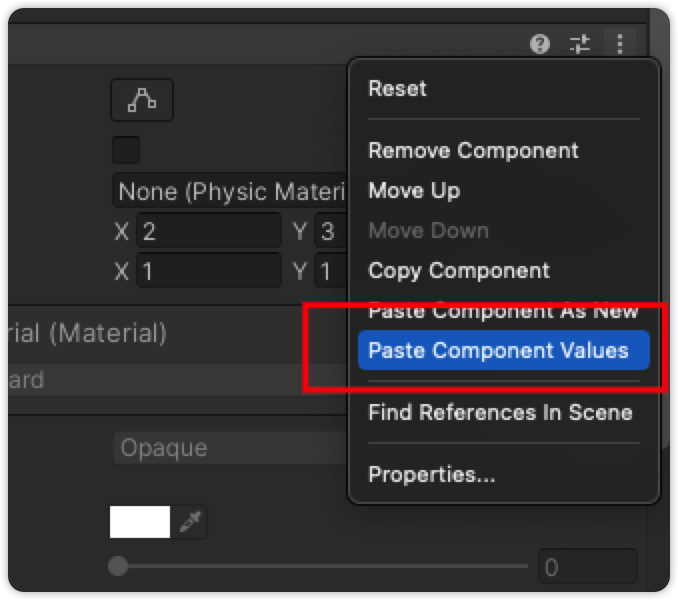 ?
Reset
Remove Component
None (Physic Materi
Move Up
X 2 Y 3
Move Down
X 1 Y 1
Copy Component
Paste Component As New
rial (Material)
Paste Component Values
ard
Find References In Scene
Opaque
Properties...
0